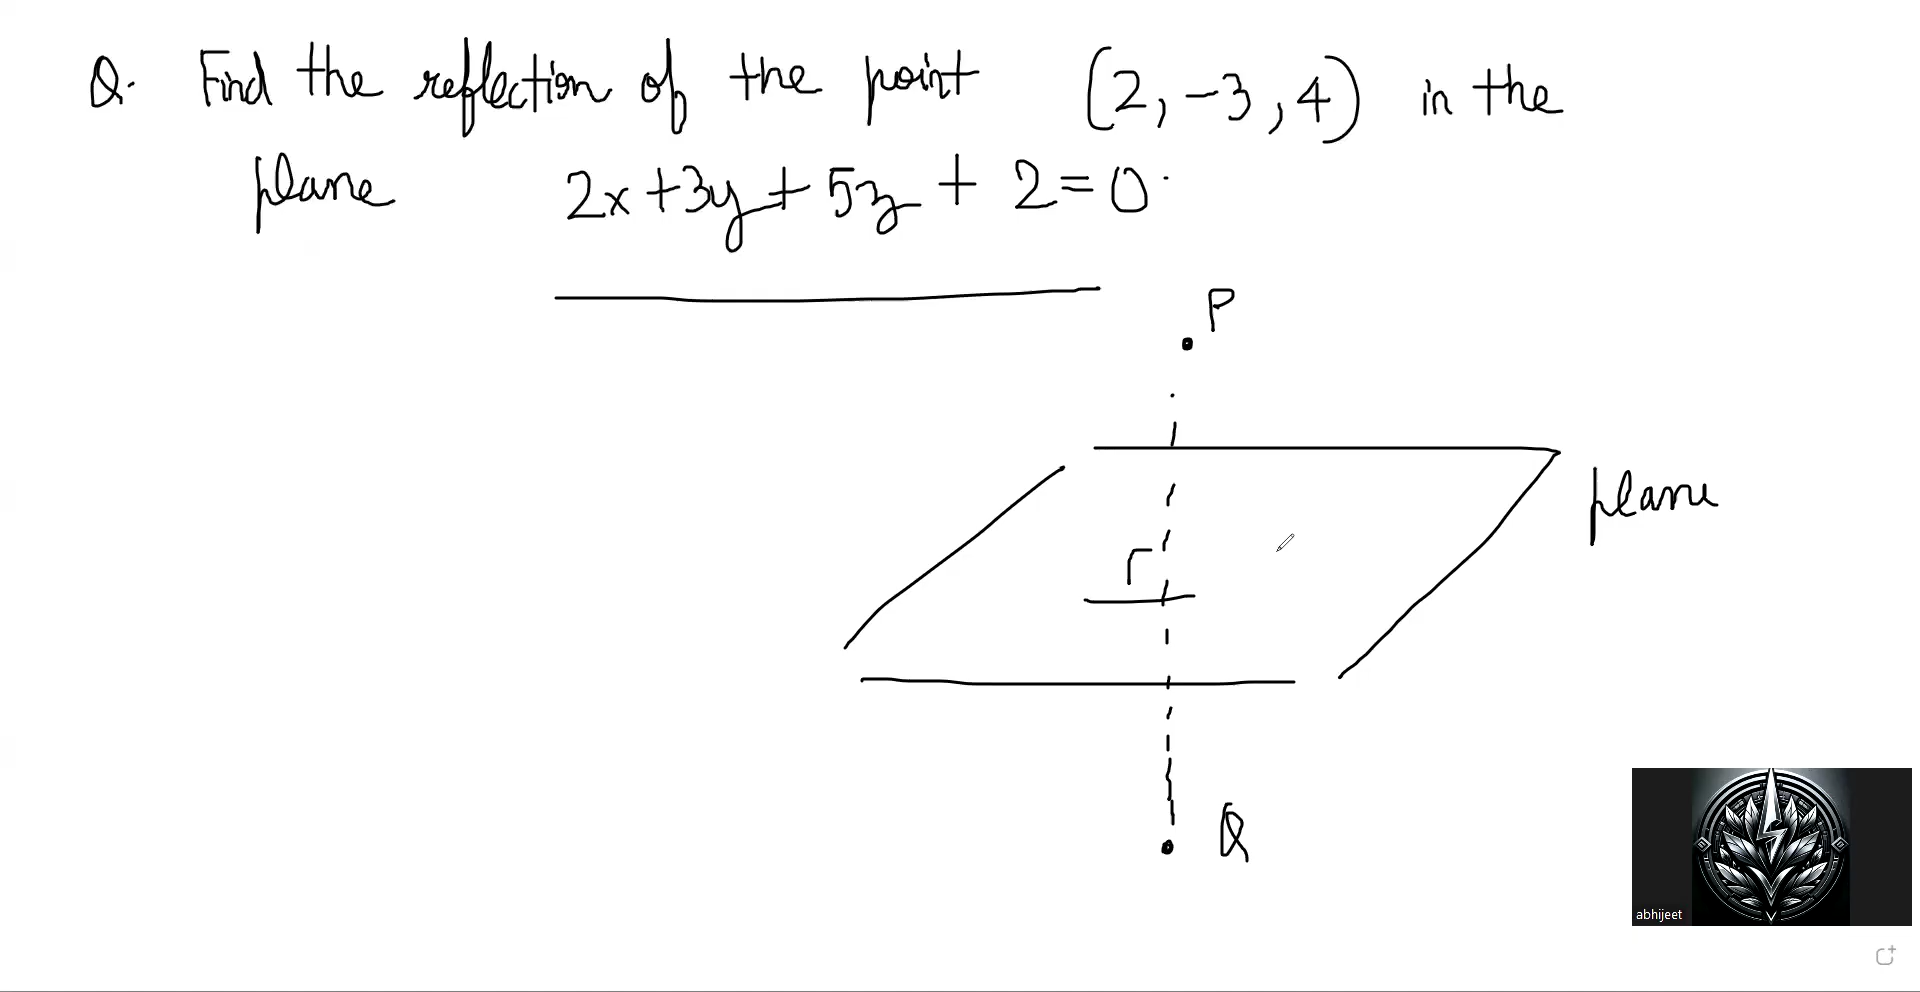 Q. Find the reflection of the point (2, -3, 4) in the
plane 2x + 3y + 5z + 2 = 0.
P
plane
Q
abhijeet